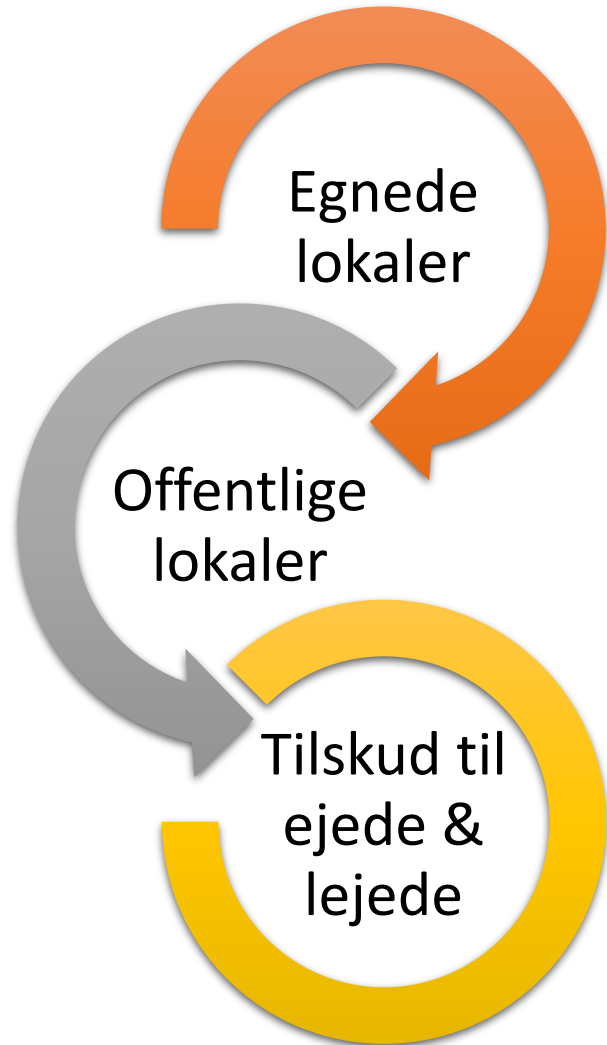 Egnede
lokaler
Offentlige
lokaler
Tilskud til
ejede &
lejede